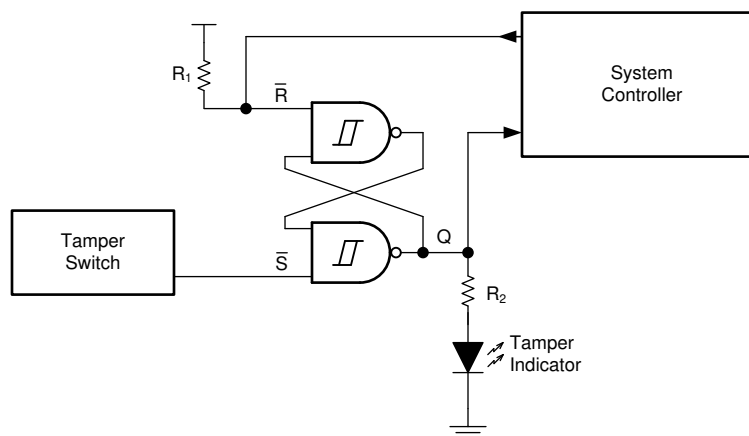 R1
R̅
System
Controller
Tamper
Switch
S̅
Q
R2
Tamper
Indicator